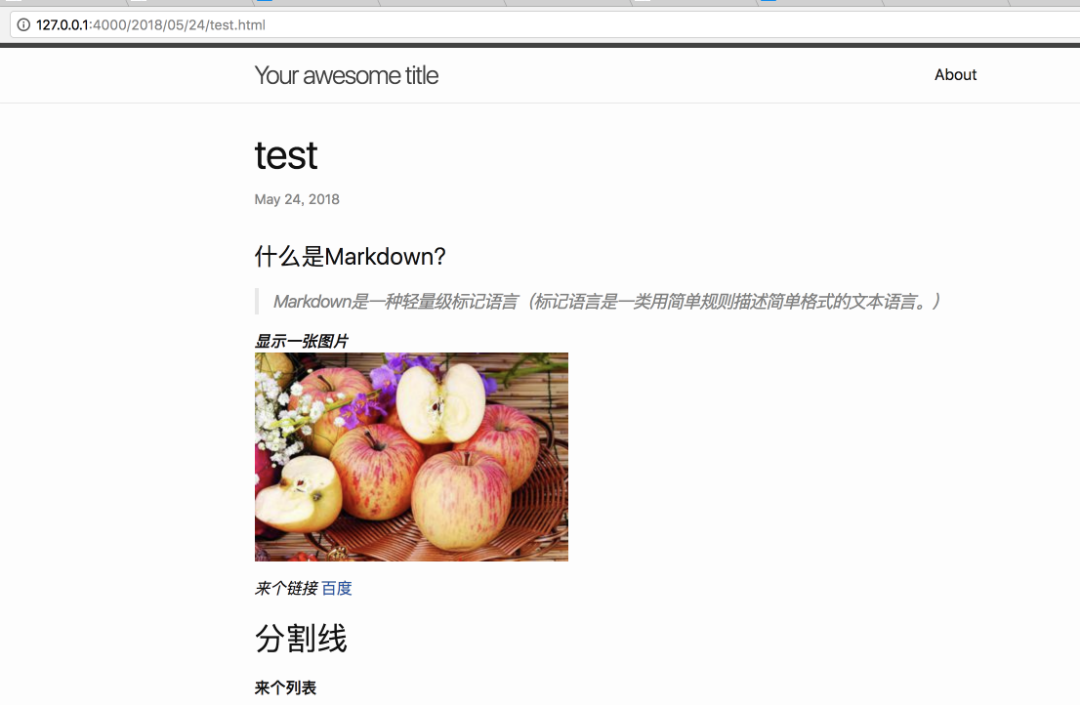 127.0.0.1:4000/2018/05/24/test.html
Your awesome title
About
test
May 24, 2018
什么是Markdown?
Markdown是一种轻量级标记语言（标记语言是一类用简单规则描述简单格式的文本语言。）
显示一张图片
来个链接 百度
分割线
来个列表